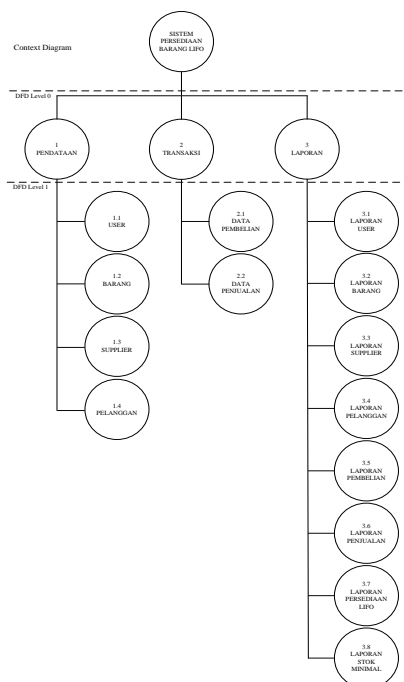 Context Diagram
SISTEM
PERSEDIAAN
BARANG LIFO
DFD Level 0
1
PENDATAAN
2
TRANSAKSI
3
LAPORAN
DFD Level 1
1.1
USER
1.2
BARANG
1.3
SUPPLIER
1.4
PELANGGAN
2.1
DATA
PEMBELIAN
2.2
DATA
PENJUALAN
3.1
LAPORAN
USER
3.2
LAPORAN
BARANG
3.3
LAPORAN
SUPPLIER
3.4
LAPORAN
PELANGGAN
3.5
LAPORAN
PEMBELIAN
3.6
LAPORAN
PENJUALAN
3.7
LAPORAN
PERSEDIAAN
LIFO
3.8
LAPORAN
STOK
MINIMAL